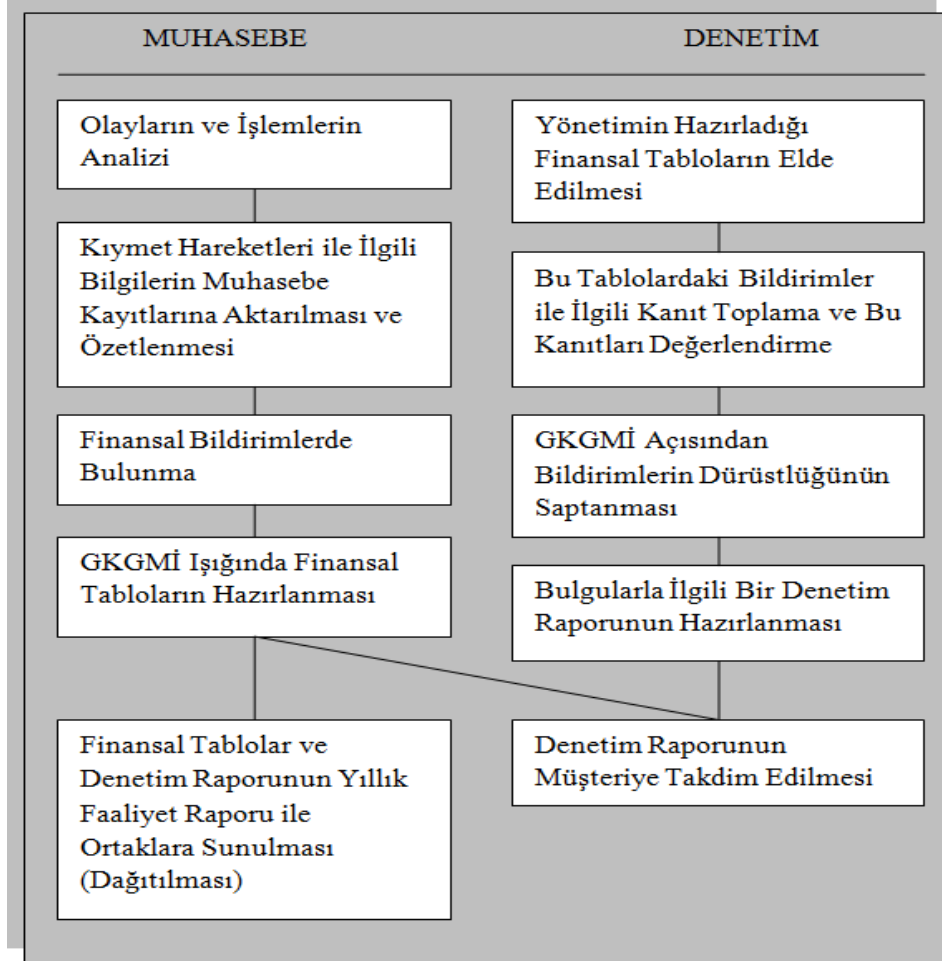 MUHASEBE
DENETİM
Olayların ve İşlemlerin
Analizi
Kıymet Hareketleri ile İlgili
Bilgilerin Muhasebe
Kayıtlarına Aktarılması ve
Özetlenmesi
Finansal Bildirimlerde
Bulunma
GKGMİ Işığında Finansal
Tabloların Hazırlanması
Finansal Tablolar ve
Denetim Raporunun Yıllık
Faaliyet Raporu ile
Ortaklara Sunulması
(Dağıtılması)
Yönetimin Hazırladığı
Finansal Tabloların Elde
Edilmesi
Bu Tablolardaki Bildirimler
ile İlgili Kanıt Toplama ve Bu
Kanıtları Değerlendirme
GKGMİ Açısından
Bildirimlerin Dürüstlüğünün
Saptanması
Bulgularla İlgili Bir Denetim
Raporunun Hazırlanması
Denetim Raporunun
Müşteriye Takdim Edilmesi